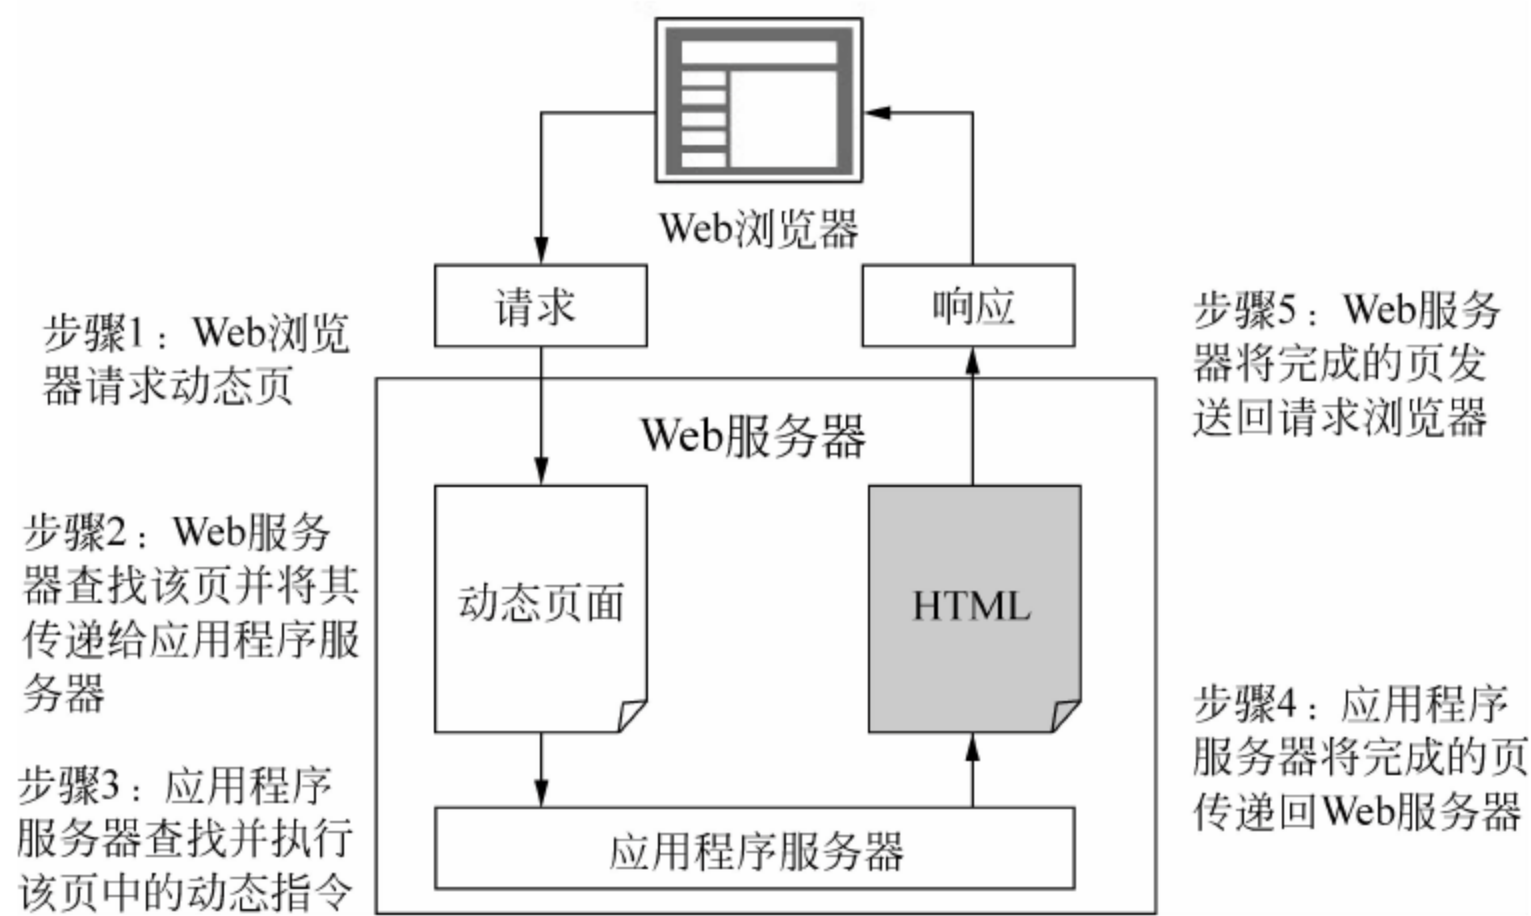 Web浏览器
请求
响应
步骤1：Web浏览
器请求动态页
步骤5：Web服务
器将完成的页发
送回请求浏览器
Web服务器
步骤2：Web服务
器查找该页并将其
传递给应用程序服
务器
动态页面
HTML
步骤3：应用程序
服务器查找并执行
该页中的动态指令
步骤4：应用程序
服务器将完成的页
传递回Web服务器
应用程序服务器